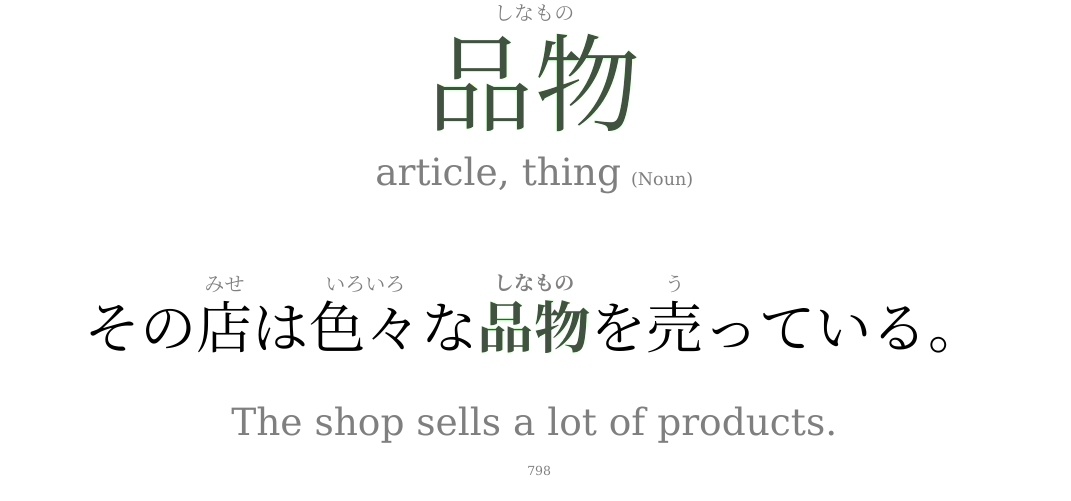 しなもの
品物
article, thing (Noun)
みせ いろいろ しなもの う
その店は色々な品物を売っている。
The shop sells a lot of products.
798